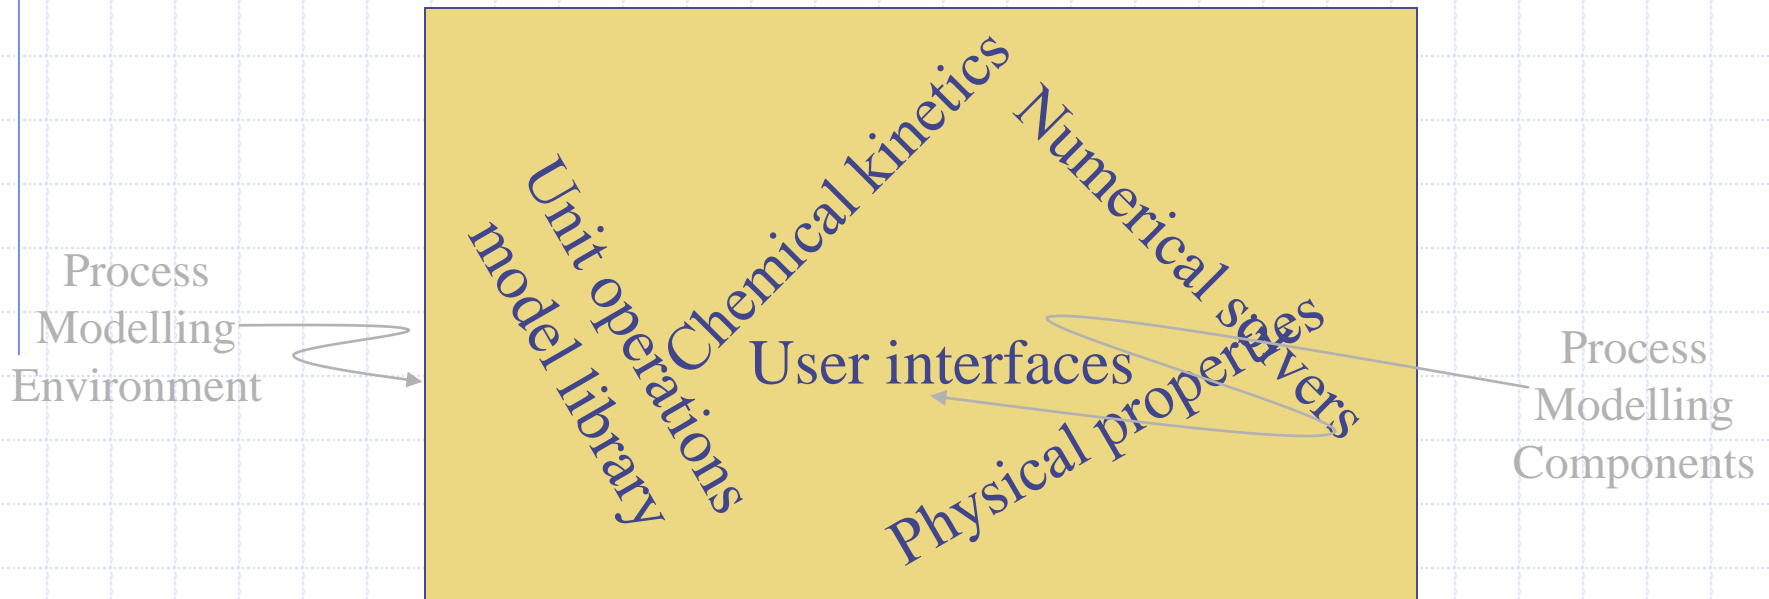 Process
Modelling
Environment
Unit operations
model library
Chemical kinetics
Numerical solvers
User interfaces
Physical properties
Process
Modelling
Components